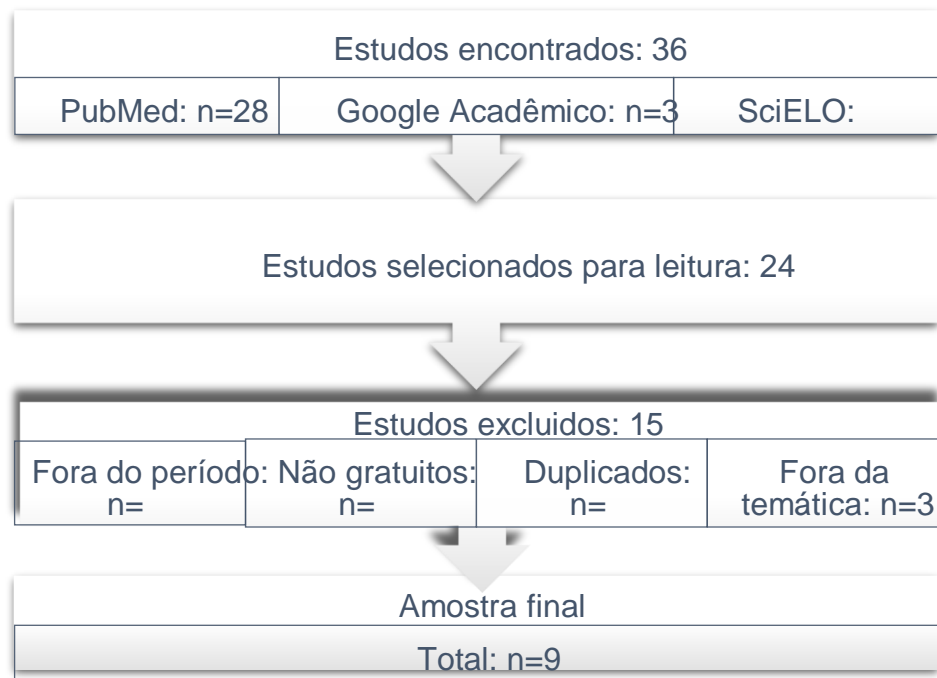 Estudos encontrados: 36
PubMed: n=28 Google Acadêmico: n=3 SciELO:
Estudos selecionados para leitura: 24
Estudos excluidos: 15
Fora do período: Não gratuitos: Duplicados: Fora da
n= n= n= temática: n=3
Amostra final
Total: n=9